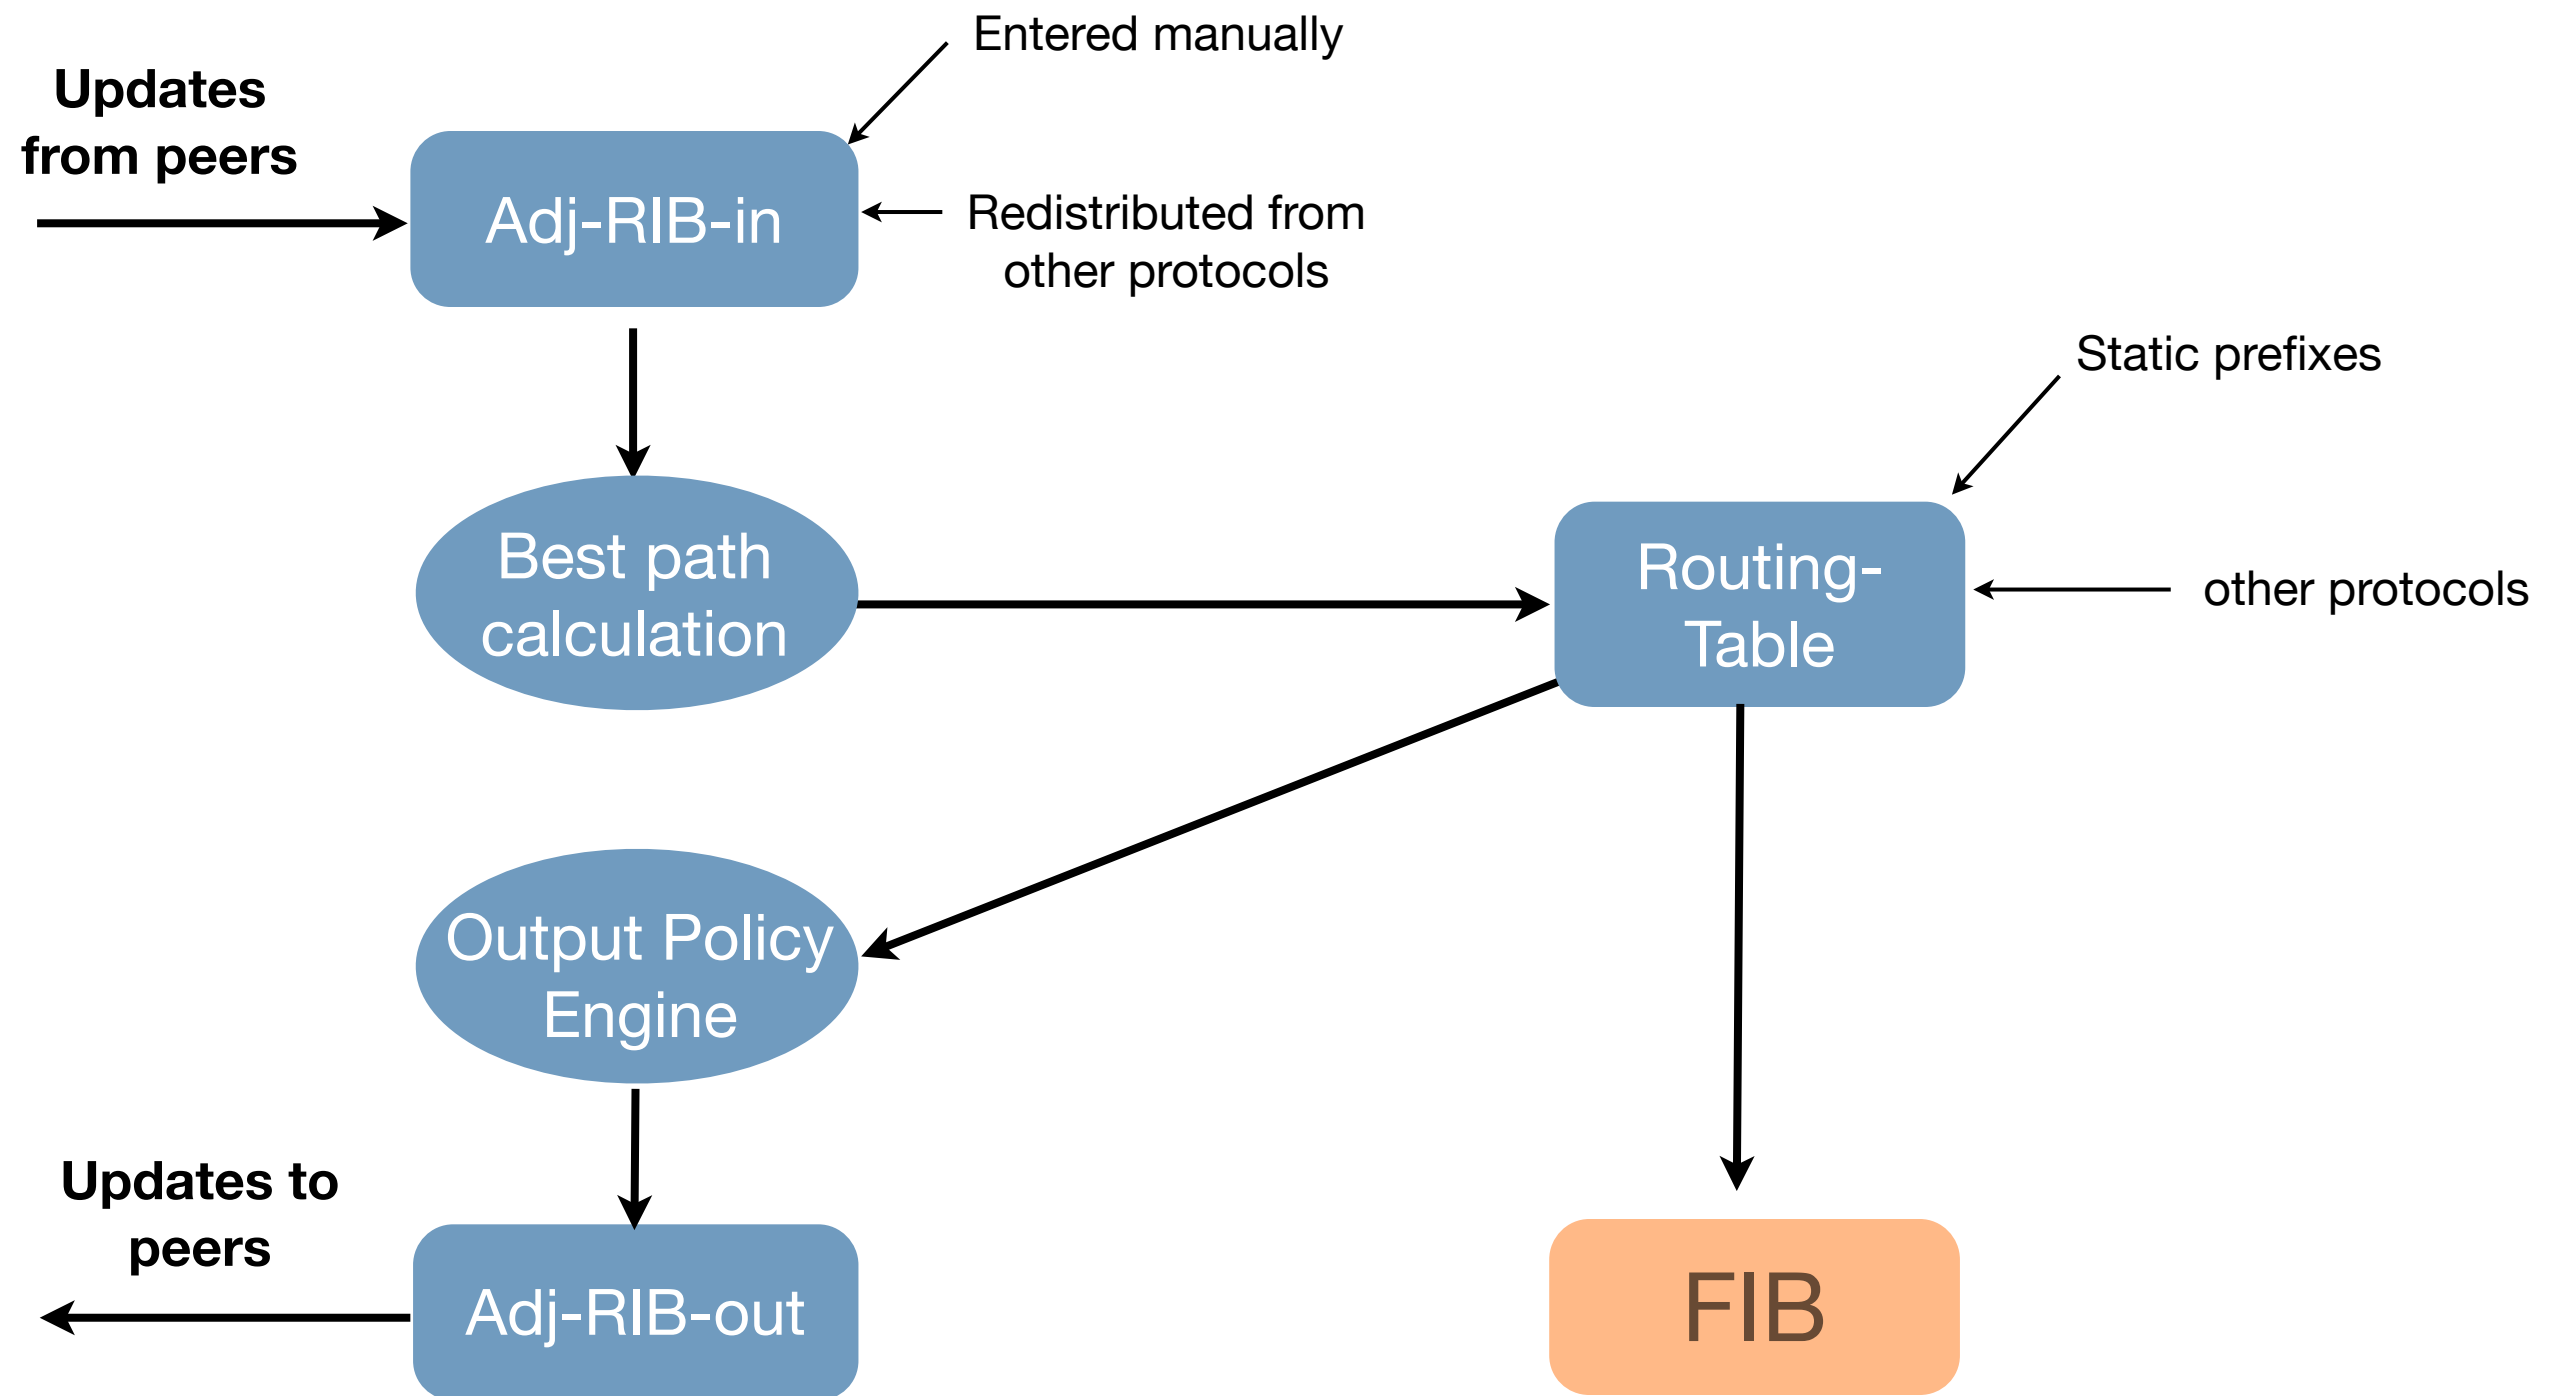 Entered manually
Updates
from peers
Adj-RIB-in
Redistributed from
other protocols
Static prefixes
Best path
calculation
Routing-
Table
other protocols
Output Policy
Engine
Updates to
peers
Adj-RIB-out
FIB